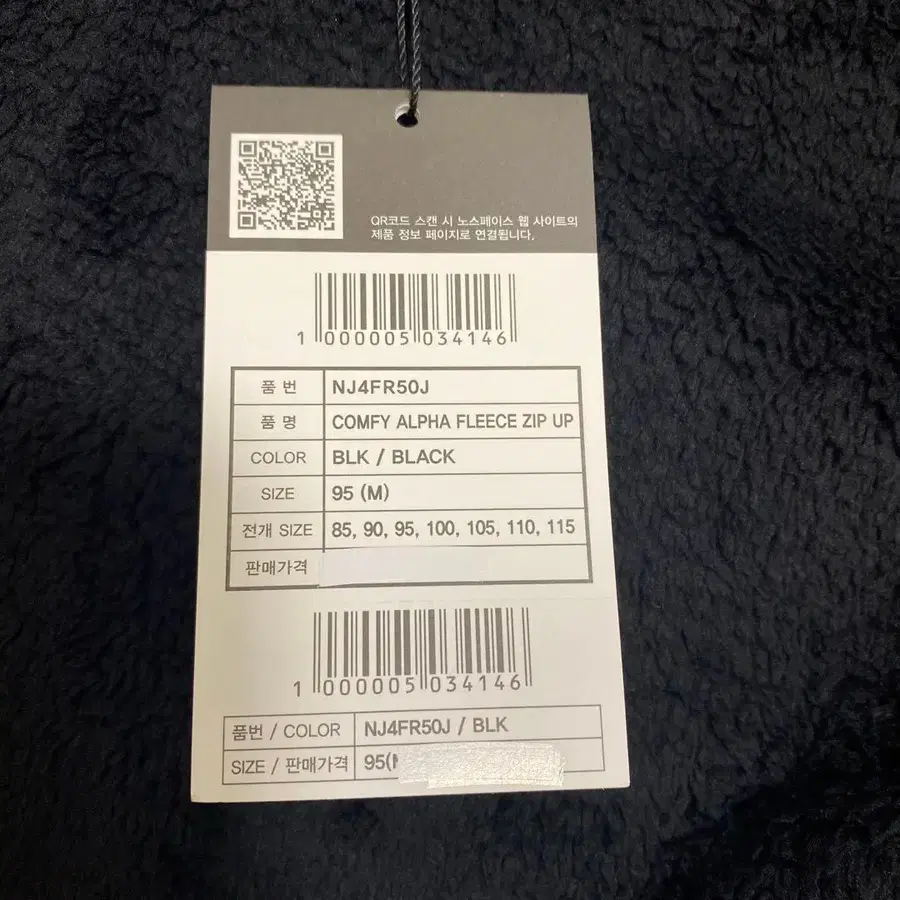 QR코드 스캔 시 노스페이스 웹 사이트의
제품 정보 페이지로 연결됩니다.
1 000005 034146
품 번 NJ4FR50J
품 명 COMFY ALPHA FLEECE ZIP UP
COLOR BLK / BLACK
SIZE 95 (M)
전개 SIZE 85, 90, 95, 100, 105, 110, 115
판매가격
1 000005 034146
품번 / COLOR NJ4FR50J / BLK
SIZE / 판매가격 95(M